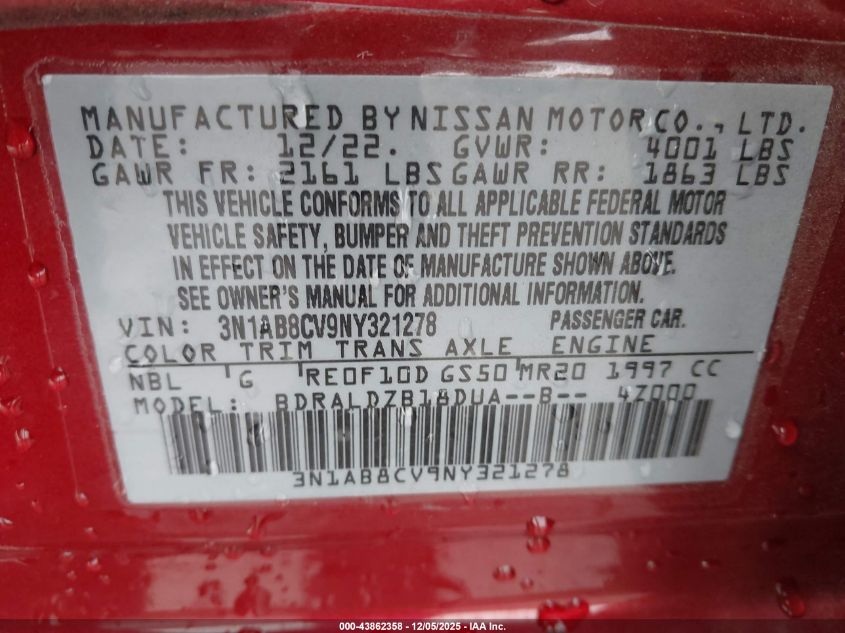 MANUFACTURED BY NISSAN MOTOR CO., LTD.
DATE: 12/22. GVWR: 4001 LBS
GAWR FR: 2161 LBS GAWR RR: 1863 LBS
THIS VEHICLE CONFORMS TO ALL APPLICABLE FEDERAL MOTOR
VEHICLE SAFETY, BUMPER AND THEFT PREVENTION STANDARDS
IN EFFECT ON THE DATE OF MANUFACTURE SHOWN ABOVE.
SEE OWNER'S MANUAL FOR ADDITIONAL INFORMATION.
VIN: 3N1AB8CV9NY321278 PASSENGER CAR.
COLOR TRIM TRANS AXLE ENGINE
NBL G RE0F10D GS50 MR20 1997 CC
MODEL: BDRALDZB18DUA--B-- 4Z000
3N1AB8CV9NY321278
000-43862358 - 12/05/2025 - IAA Inc.